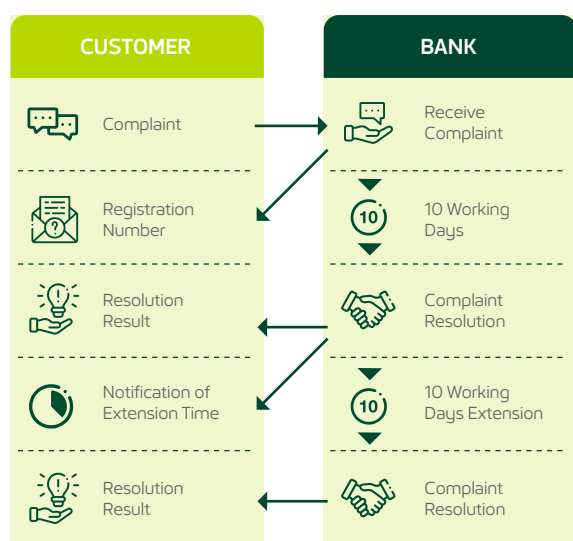 CUSTOMER
BANK
Complaint
Receive
Complaint
Registration
Number
10
10 Working
Days
Resolution
Result
Complaint
Resolution
Notification of
Extension Time
10
10 Working
Days Extension
Resolution
Result
Complaint
Resolution